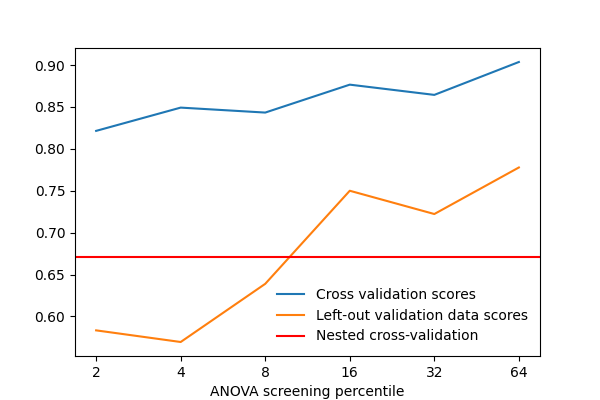 0.90
0.85
0.80
0.75
0.70
0.65
0.60
Cross validation scores
Left-out validation data scores
Nested cross-validation
2 4 8 16 32 64
ANOVA screening percentile